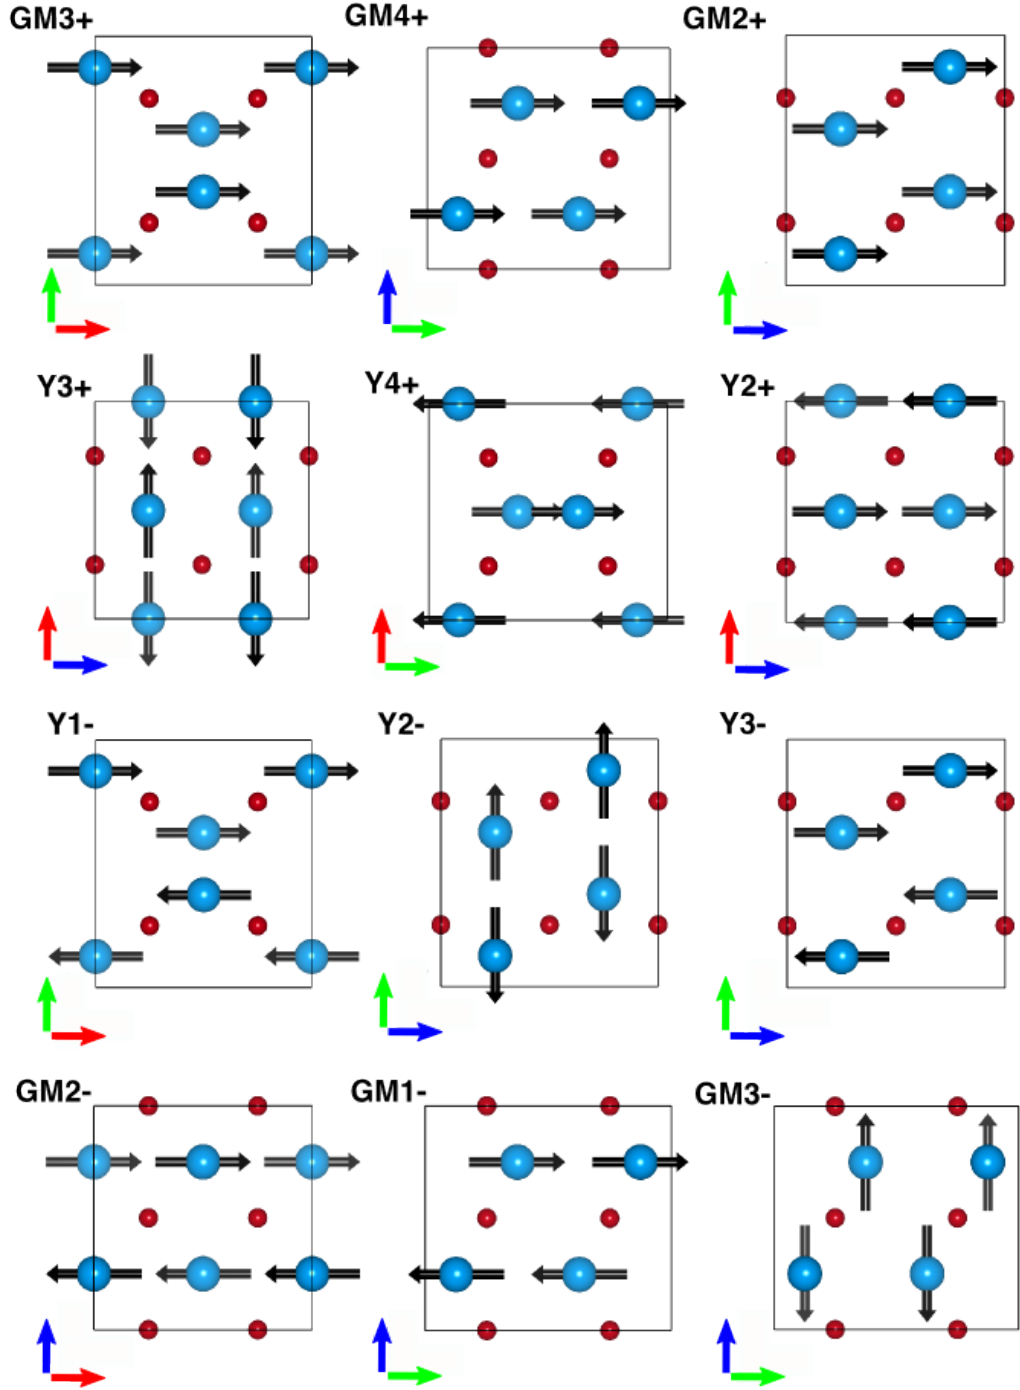 GM3+
GM4+
GM2+
Y3+
Y4+
Y2+
Y1-
Y2-
Y3-
GM2-
GM1-
GM3-